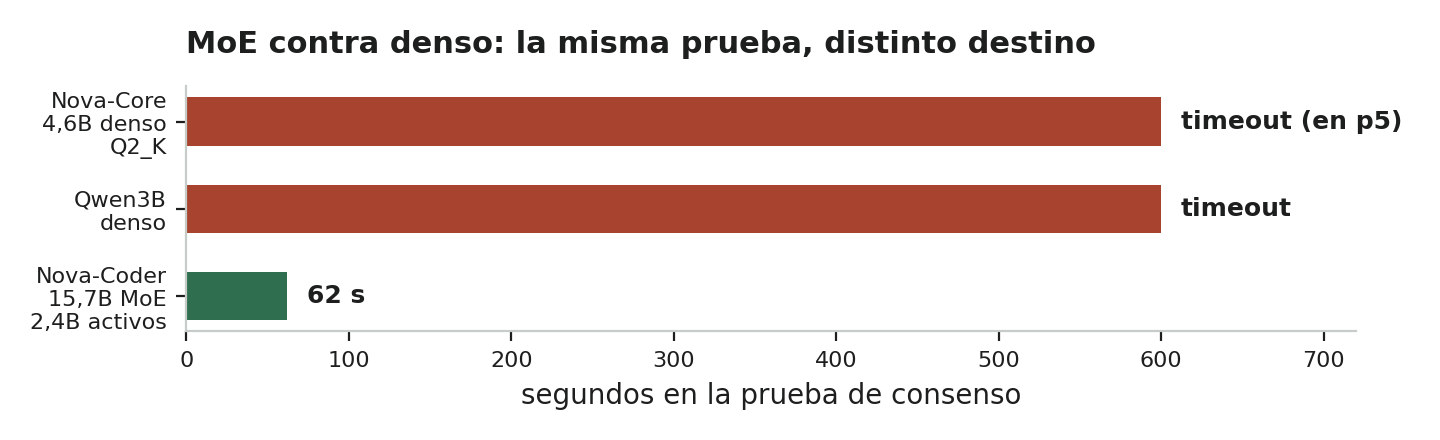 MoE contra denso: la misma prueba, distinto destino
Nova-Core
4,6B denso
Q2_K
timeout (en p5)
Qwen3B
denso
timeout
Nova-Coder
15,7B MoE
2,4B activos
62 s
0 100 200 300 400 500 600 700
segundos en la prueba de consenso